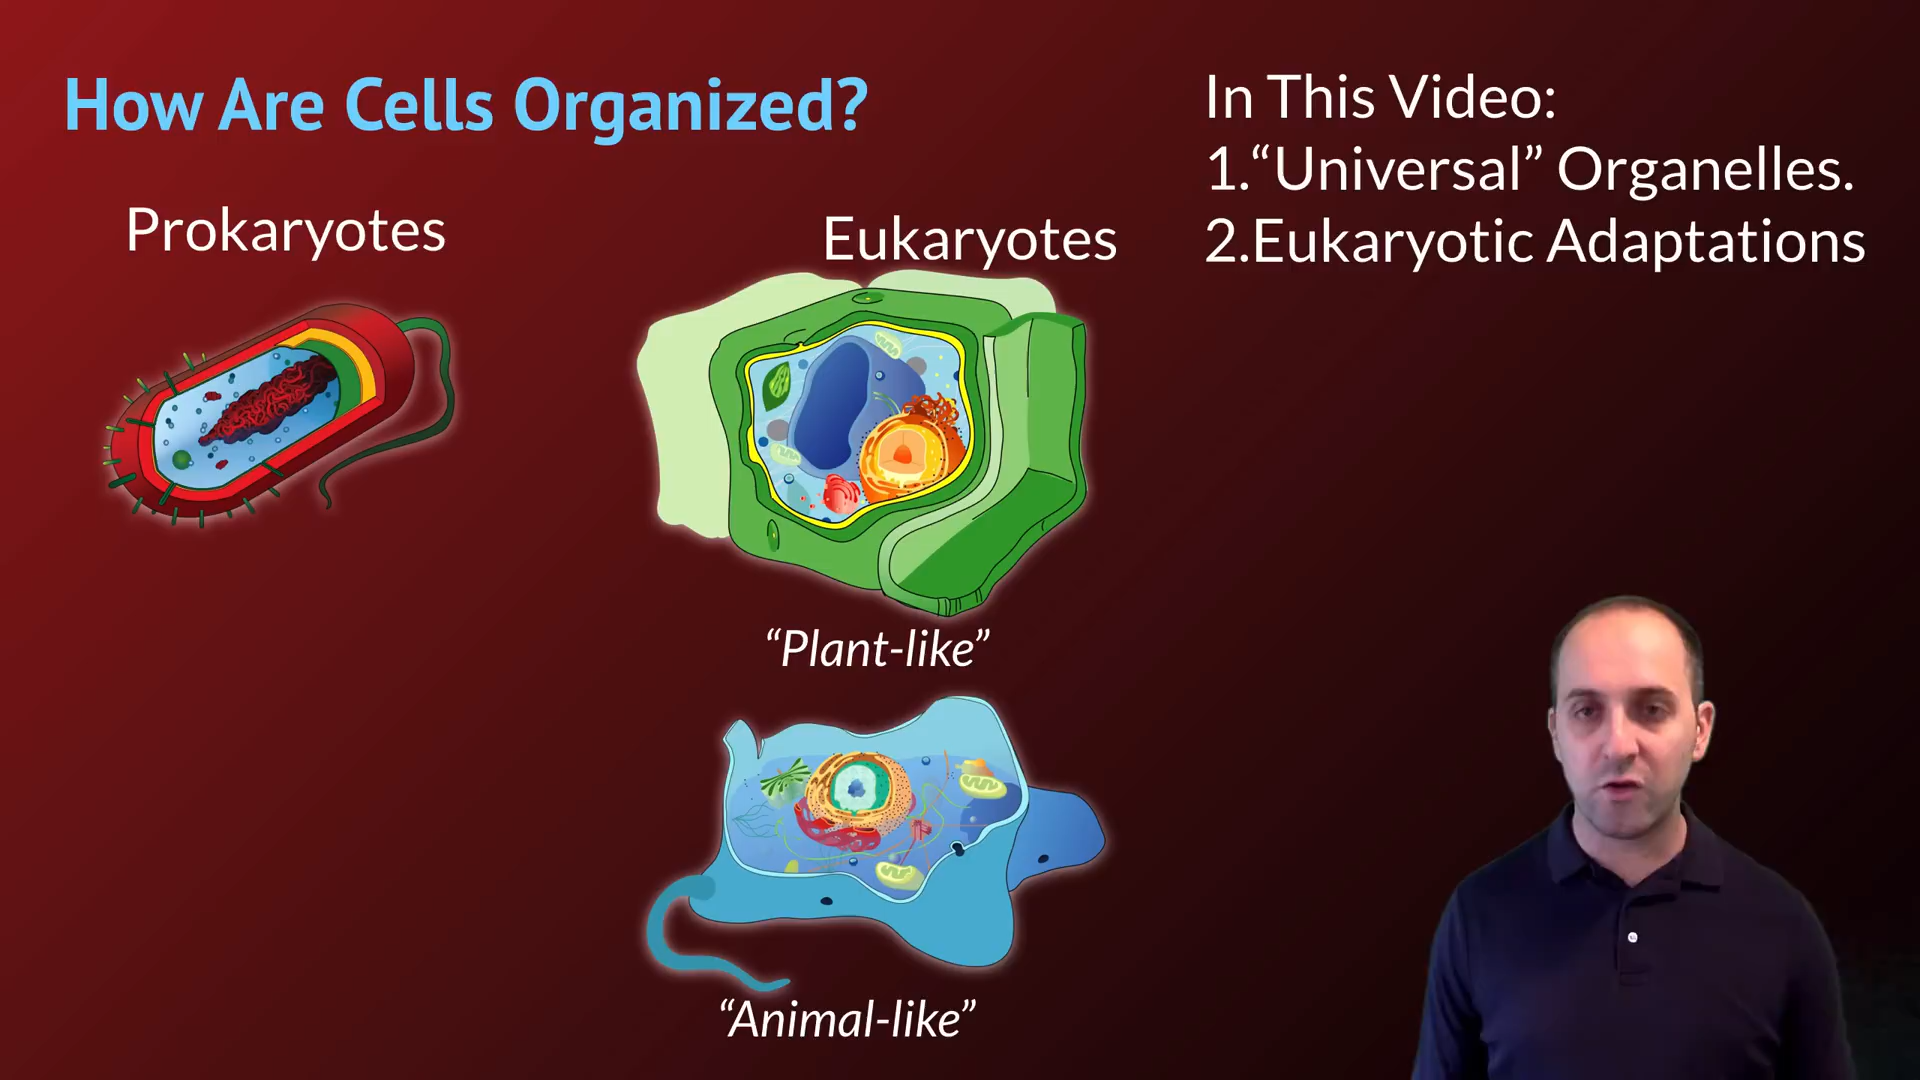 How Are Cells Organized?
Prokaryotes
Eukaryotes
“Plant-like”
“Animal-like”
In This Video:
1.“Universal” Organelles.
2.Eukaryotic Adaptations